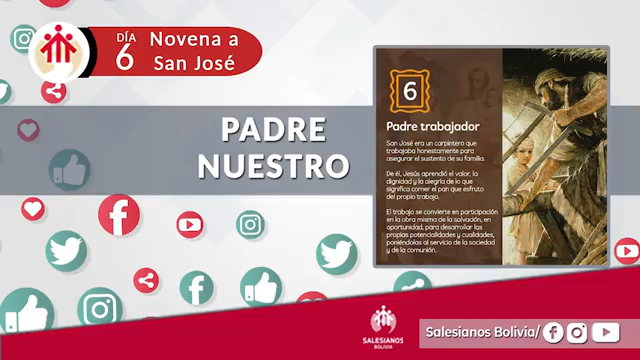 DÍA
6
Novena a
San José
PADRE
NUESTRO
6
Padre trabajador
San José era un carpintero que
trabajaba honestamente para
asegurar el sustento de su familia.
De él, Jesús aprendió el valor, la
dignidad y la alegría de lo que
significa comer el pan que es fruto
del propio trabajo.
El trabajo se convierte en participación
en la obra misma de la salvación, en
oportunidad, para desarrollar las
propias potencialidades y cualidades,
poniéndolas al servicio de la sociedad
y de la comunión.
SALESIANOS
BOLIVIA
Salesianos Bolivia/